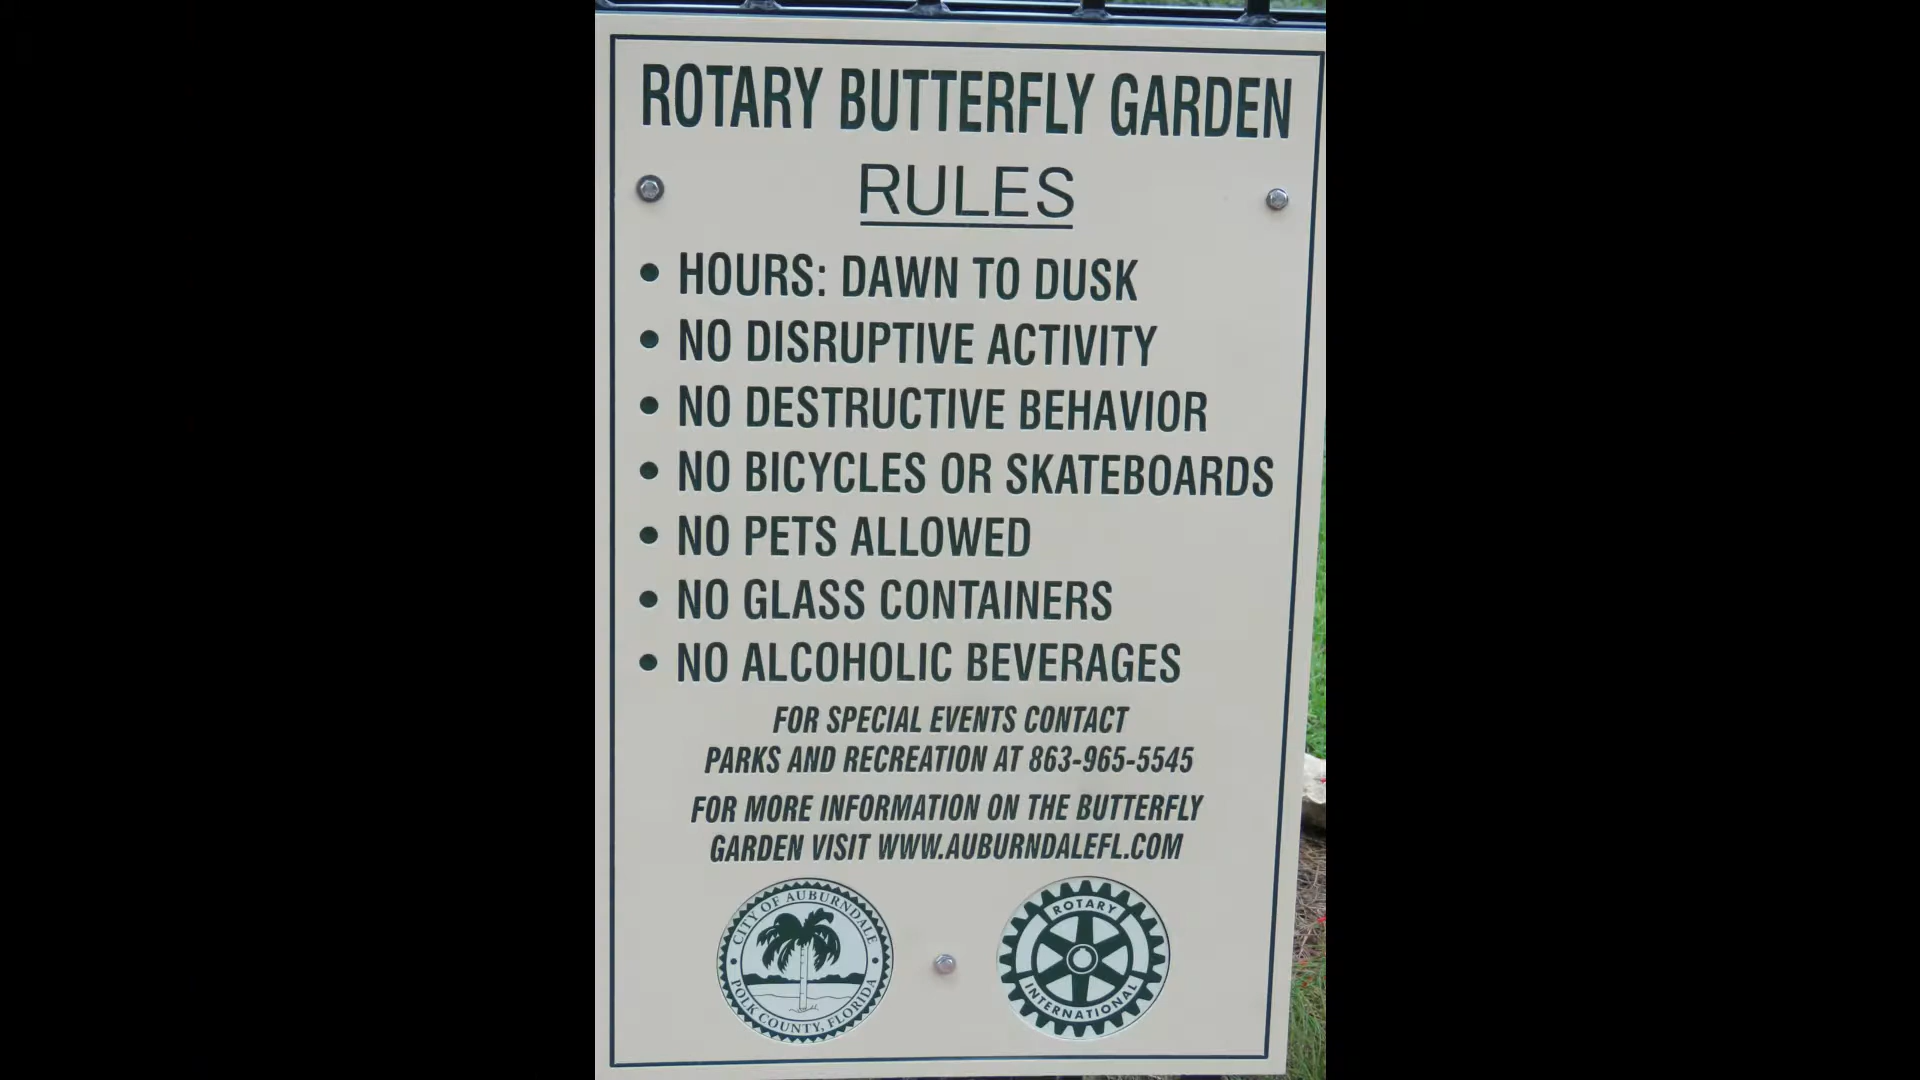 ROTARY BUTTERFLY GARDEN
RULES
• HOURS: DAWN TO DUSK
• NO DISRUPTIVE ACTIVITY
• NO DESTRUCTIVE BEHAVIOR
• NO BICYCLES OR SKATEBOARDS
• NO PETS ALLOWED
• NO GLASS CONTAINERS
• NO ALCOHOLIC BEVERAGES
FOR SPECIAL EVENTS CONTACT
PARKS AND RECREATION AT 863-965-5545
FOR MORE INFORMATION ON THE BUTTERFLY
GARDEN VISIT WWW.AUBURNDALEFL.COM
CITY OF AUBURNDALE
POLK COUNTY, FLORIDA
ROTARY
INTERNATIONAL